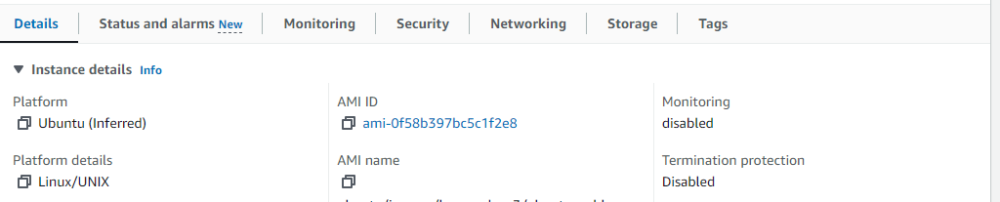 Details Status and alarms New Monitoring Security Networking Storage Tags
Instance details Info
Platform AMI ID Monitoring
Ubuntu (Inferred) ami-0f58b397bc5c1f2e8 disabled
Platform details AMI name Termination protection
Linux/UNIX Disabled